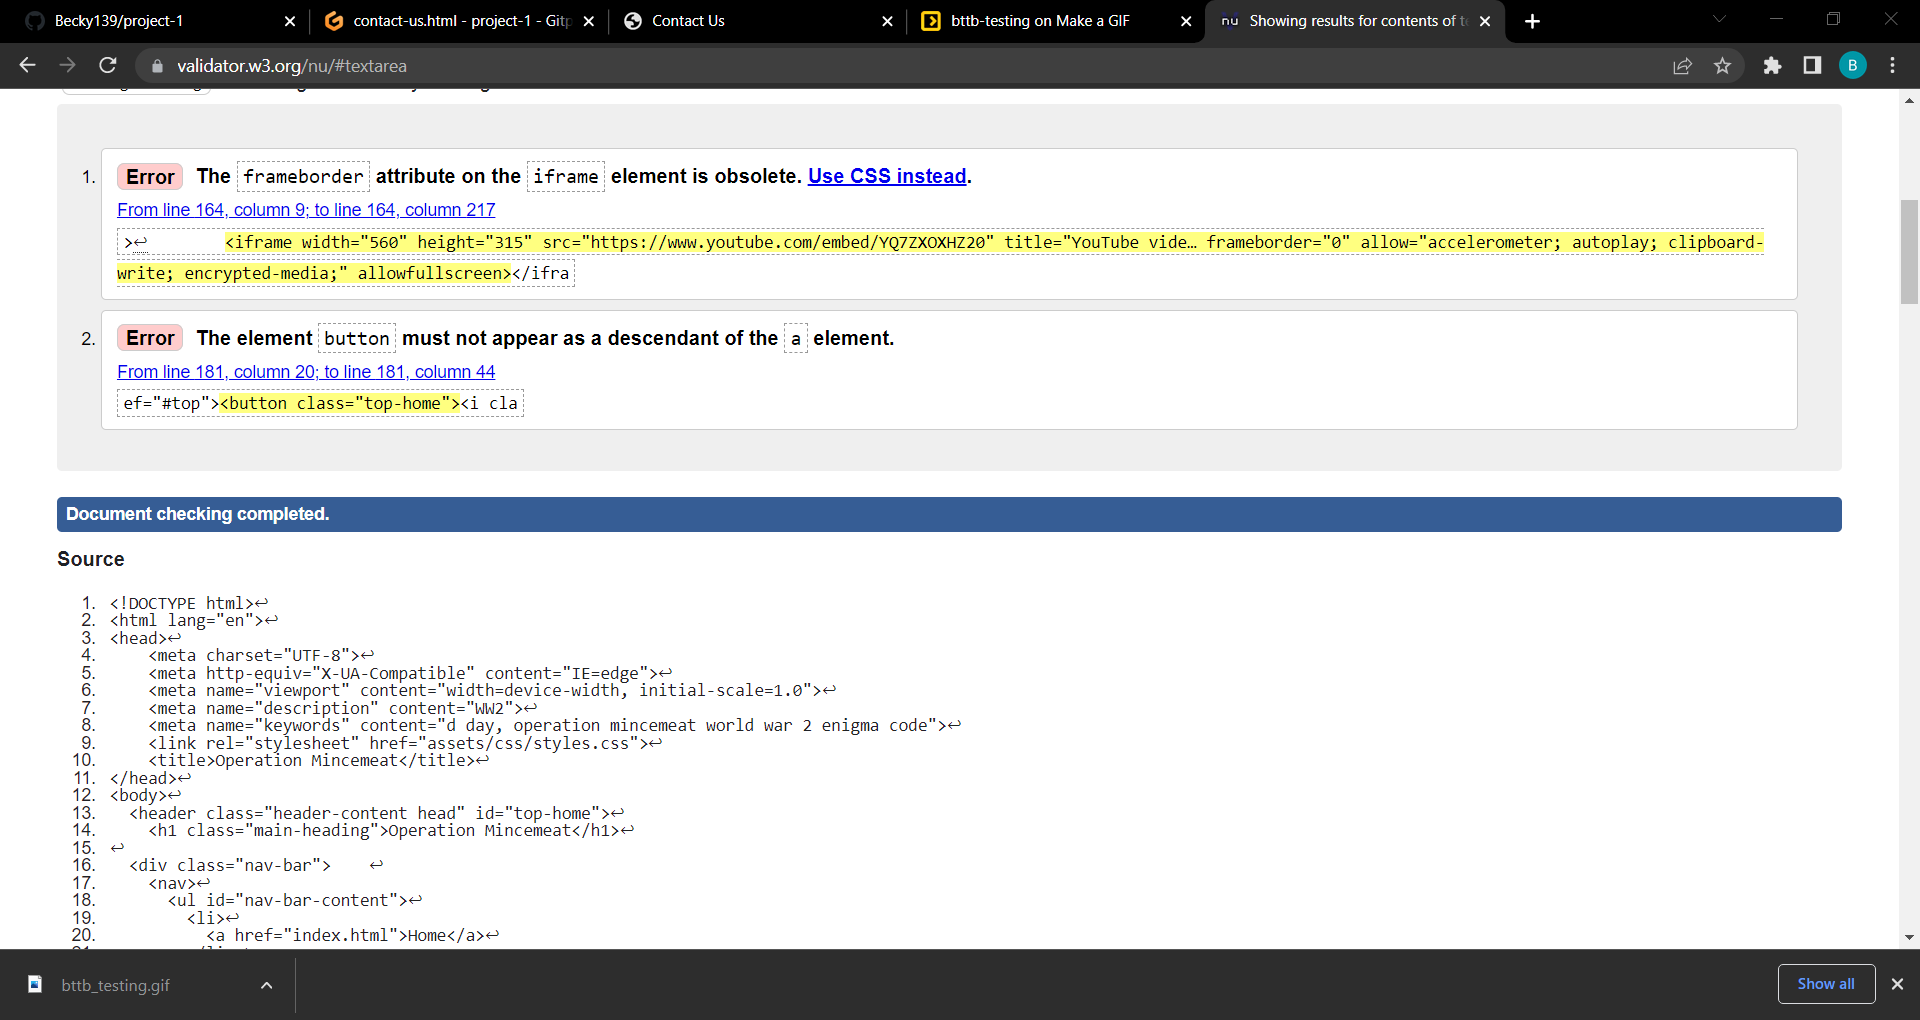 Becky139/project-1
contact-us.html - project-1 - Gitp
Contact Us
bttb-testing on Make a GIF
nu Showing results for contents of te
validator.w3.org/nu/#textarea
B
1. Error The frameborder attribute on the iframe element is obsolete. Use CSS instead.
From line 164, column 9; to line 164, column 217
>↩ <iframe width="560" height="315" src="https://www.youtube.com/embed/YQ7ZXOXHZ20" title="YouTube vide… frameborder="0" allow="accelerometer; autoplay; clipboard-
write; encrypted-media;" allowfullscreen></ifra
2. Error The element button must not appear as a descendant of the a element.
From line 181, column 20; to line 181, column 44
ef="#top"><button class="top-home"><i cla
Document checking completed.
Source
1. <!DOCTYPE html>↩
2. <html lang="en">↩
3. <head>↩
4. <meta charset="UTF-8">↩
5. <meta http-equiv="X-UA-Compatible" content="IE=edge">↩
6. <meta name="viewport" content="width=device-width, initial-scale=1.0">↩
7. <meta name="description" content="WW2">↩
8. <meta name="keywords" content="d day, operation mincemeat world war 2 enigma code">↩
9. <link rel="stylesheet" href="assets/css/styles.css">↩
10. <title>Operation Mincemeat</title>↩
11. </head>↩
12. <body>↩
13. <header class="header-content head" id="top-home">↩
14. <h1 class="main-heading">Operation Mincemeat</h1>↩
15. ↩
16. <div class="nav-bar"> ↩
17. <nav>↩
18. <ul id="nav-bar-content">↩
19. <li>↩
20. <a href="index.html">Home</a>↩
bttb_testing.gif
Show all